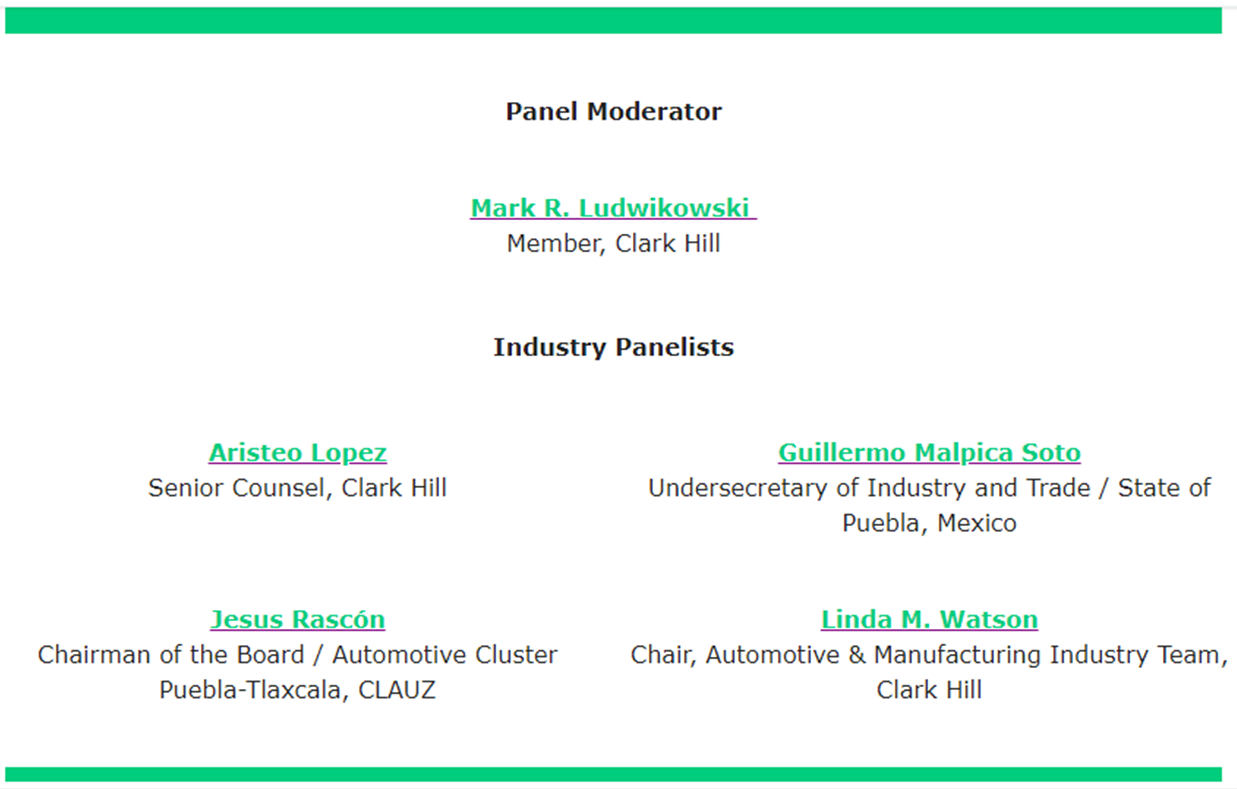 Panel Moderator
Mark R. Ludwikowski
Member, Clark Hill
Industry Panelists
Aristeo Lopez
Senior Counsel, Clark Hill
Guillermo Malpica Soto
Undersecretary of Industry and Trade / State of
Puebla, Mexico
Jesus Rascón
Chairman of the Board / Automotive Cluster
Puebla-Tlaxcala, CLAUZ
Linda M. Watson
Chair, Automotive & Manufacturing Industry Team,
Clark Hill